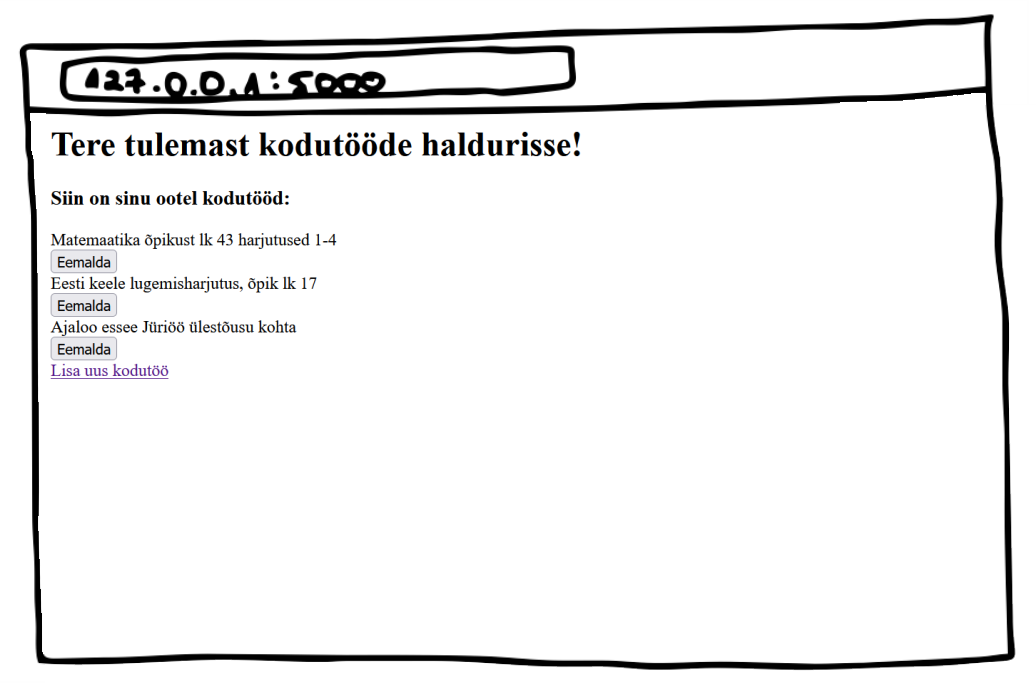 127.0.0.1:5000
Tere tulemast kodutööde haldurisse!
Siin on sinu ootel kodutööd:
Matemaatika õpikust lk 43 harjutused 1-4
Eemalda
Eesti keele lugemisharjutus, õpik lk 17
Eemalda
Ajaloo essee Jüriöö ülestõusu kohta
Eemalda
Lisa uus kodutöö